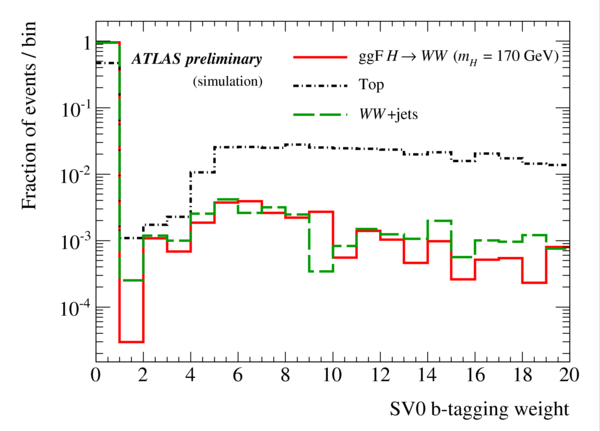 Fraction of events / bin
1
10⁻¹
10⁻²
10⁻³
10⁻⁴
ATLAS preliminary
(simulation)
ggF H → WW (m_H = 170 GeV)
Top
WW+jets
0 2 4 6 8 10 12 14 16 18 20
SV0 b-tagging weight